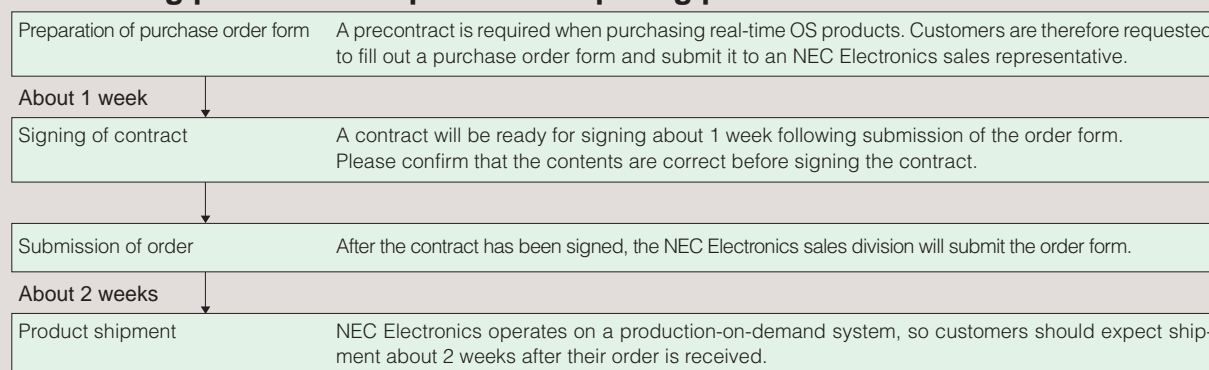 Preparation of purchase order form
A precontract is required when purchasing real-time OS products. Customers are therefore requested
to fill out a purchase order form and submit it to an NEC Electronics sales representative.
About 1 week
Signing of contract
A contract will be ready for signing about 1 week following submission of the order form.
Please confirm that the contents are correct before signing the contract.
Submission of order
After the contract has been signed, the NEC Electronics sales division will submit the order form.
About 2 weeks
Product shipment
NEC Electronics operates on a production-on-demand system, so customers should expect ship-
ment about 2 weeks after their order is received.